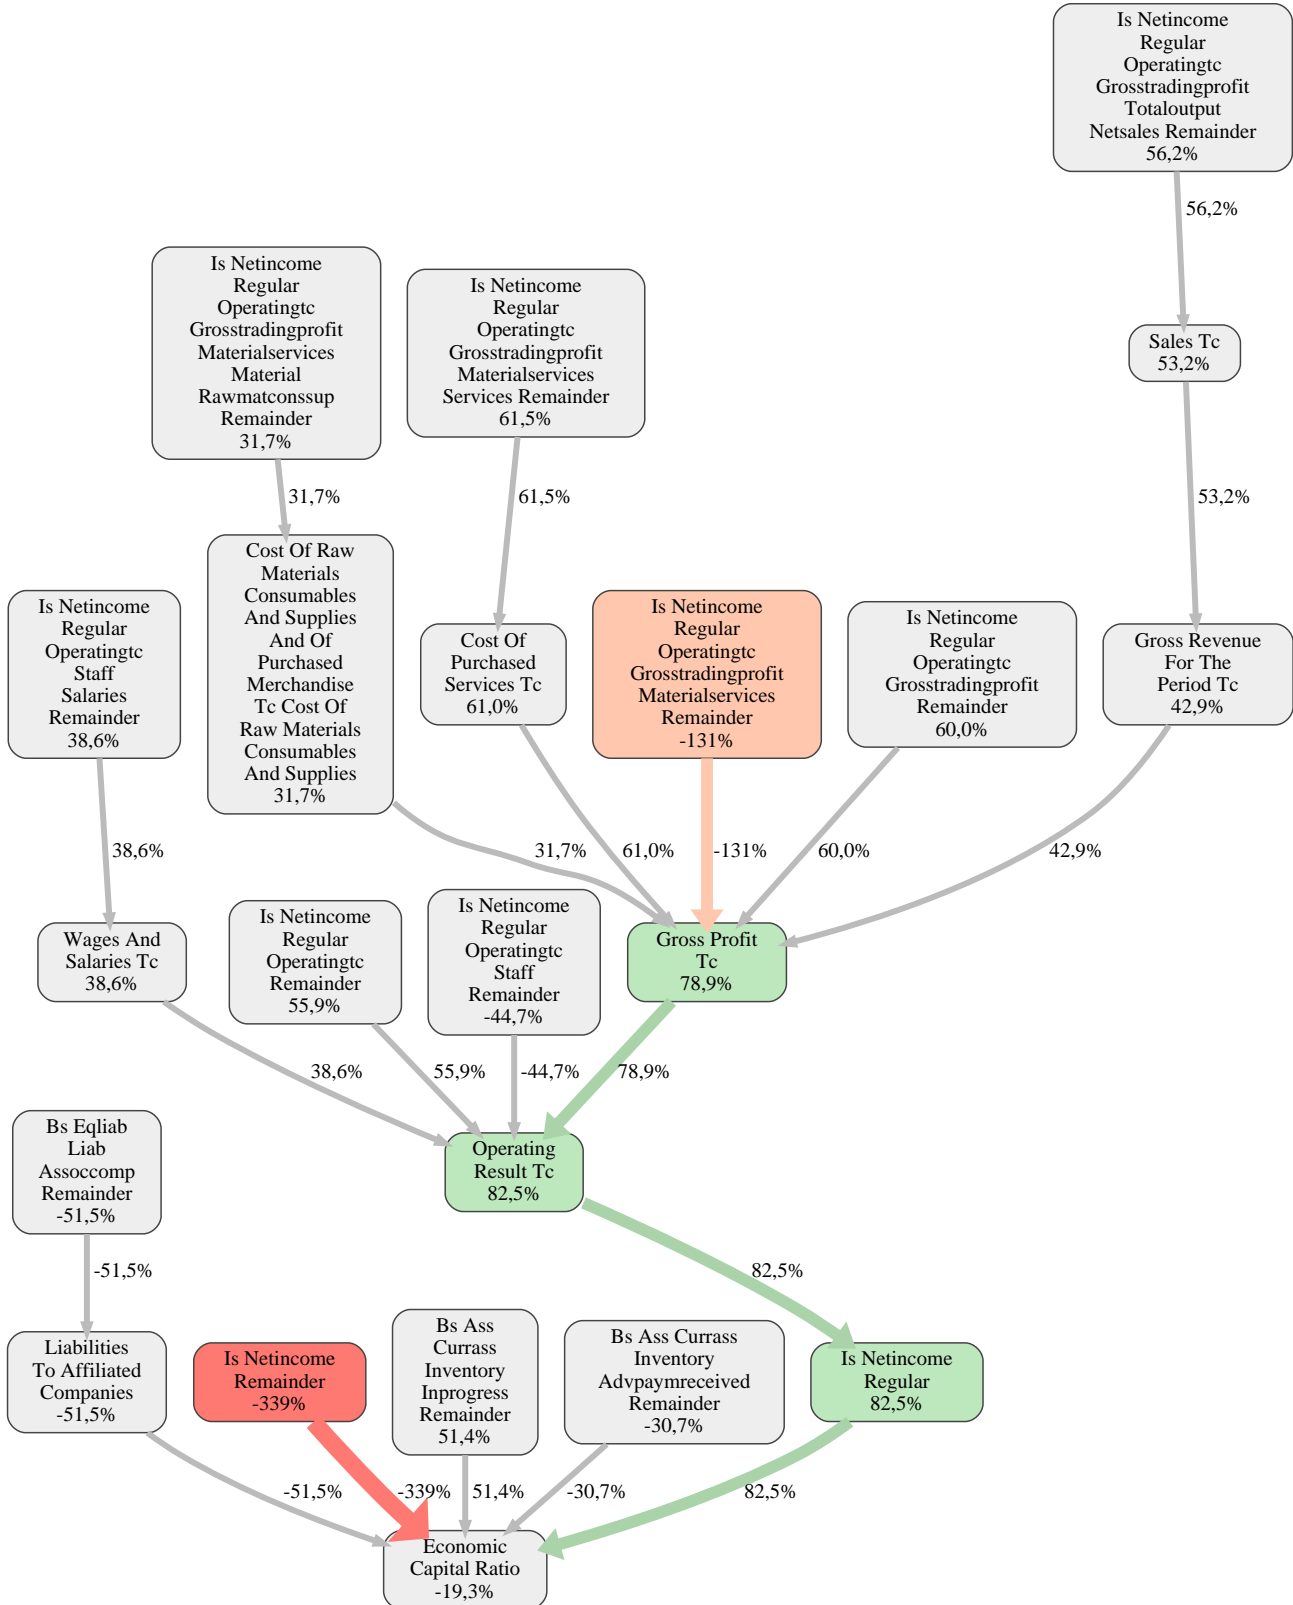 Is Netincome
Regular
Operatingtc
Grosstradingprofit
Totaloutput
Netsales Remainder
56,2%
56,2%
Is Netincome
Regular
Operatingtc
Grosstradingprofit
Materialservices
Material
Rawmatconssup
Remainder
31,7%
Is Netincome
Regular
Operatingtc
Grosstradingprofit
Materialservices
Services Remainder
61,5%
Sales Tc
53,2%
31,7%
61,5%
53,2%
Is Netincome
Regular
Operatingtc
Staff
Salaries
Remainder
38,6%
Cost Of Raw
Materials
Consumables
And Supplies
And Of
Purchased
Merchandise
Tc Cost Of
Raw Materials
Consumables
And Supplies
31,7%
Cost Of
Purchased
Services Tc
61,0%
Is Netincome
Regular
Operatingtc
Grosstradingprofit
Materialservices
Remainder
-131%
Is Netincome
Regular
Operatingtc
Grosstradingprofit
Remainder
60,0%
Gross Revenue
For The
Period Tc
42,9%
38,6%
31,7%
61,0%
-131%
60,0%
42,9%
Wages And
Salaries Tc
38,6%
Is Netincome
Regular
Operatingtc
Remainder
55,9%
Is Netincome
Regular
Operatingtc
Staff
Remainder
-44,7%
Gross Profit
Tc
78,9%
38,6%
55,9%
-44,7%
78,9%
Bs Eqliab
Liab
Assoccomp
Remainder
-51,5%
Operating
Result Tc
82,5%
-51,5%
82,5%
Liabilities
To Affiliated
Companies
-51,5%
Is Netincome
Remainder
-339%
Bs Ass
Currass
Inventory
Inprogress
Remainder
51,4%
Bs Ass Currass
Inventory
Advpaymreceived
Remainder
-30,7%
Is Netincome
Regular
82,5%
-51,5%
-339%
51,4%
-30,7%
82,5%
Economic
Capital Ratio
-19,3%